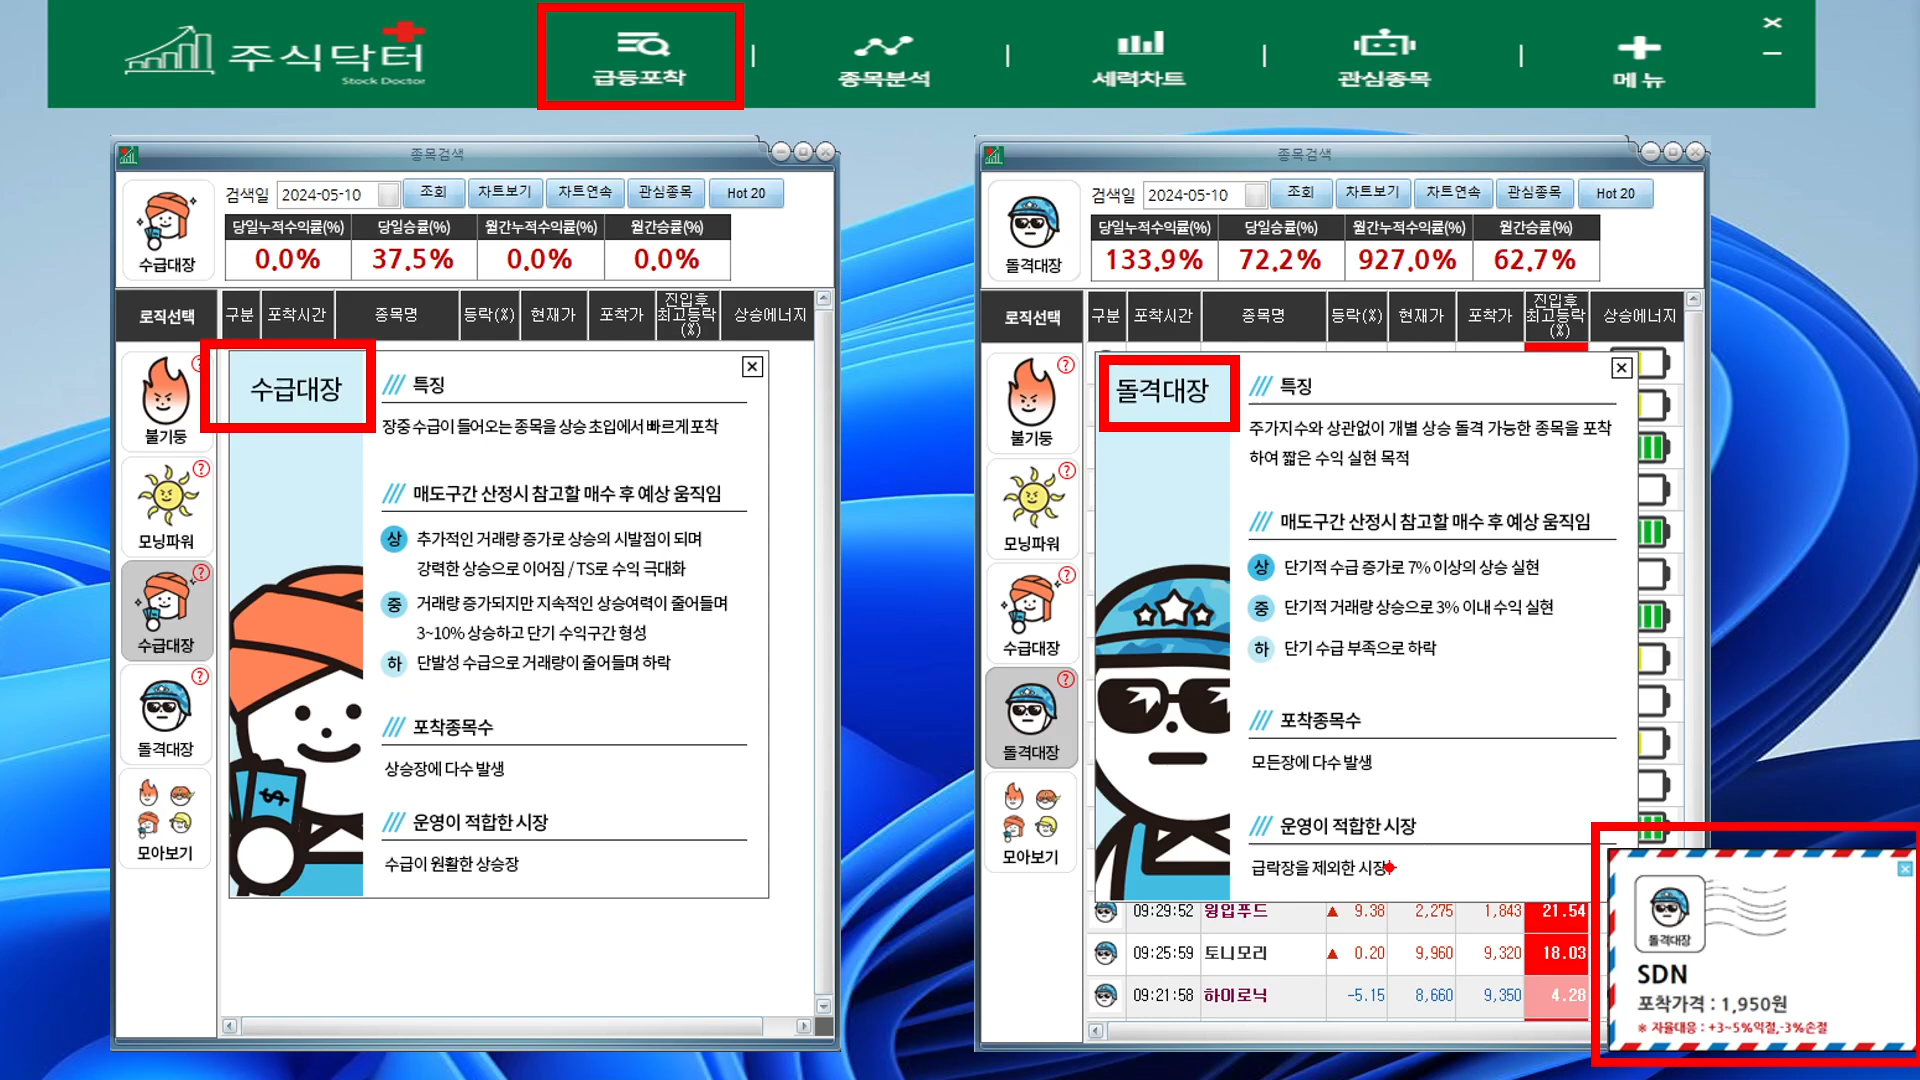 주식닥터
Stock Doctor
급등포착
종목분석
세력차트
관심종목
메뉴
종목검색
수급대장
검색일 2024-05-10 조회 차트보기 차트연속 관심종목 Hot 20
당일누적수익률(%) 당일승률(%) 월간누적수익률(%) 월간승률(%)
0.0% 37.5% 0.0% 0.0%
로직선택 구분 포착시간 종목명 등락(%) 현재가 포착가 진입후 최고등락 (%) 상승에너지
불기둥
모닝파워
수급대장
돌격대장
모아보기
수급대장
/// 특징
장중 수급이 들어오는 종목을 상승 초입에서 빠르게 포착
/// 매도구간 산정시 참고할 매수 후 예상 움직임
상 추가적인 거래량 증가로 상승의 시발점이 되며
강력한 상승으로 이어짐 / TS로 수익 극대화
중 거래량 증가되지만 지속적인 상승여력이 줄어들며
3~10% 상승하고 단기 수익구간 형성
하 단발성 수급으로 거래량이 줄어들며 하락
/// 포착종목수
상승장에 다수 발생
/// 운영이 적합한 시장
수급이 원활한 상승장
종목검색
돌격대장
검색일 2024-05-10 조회 차트보기 차트연속 관심종목 Hot 20
당일누적수익률(%) 당일승률(%) 월간누적수익률(%) 월간승률(%)
133.9% 72.2% 927.0% 62.7%
로직선택 구분 포착시간 종목명 등락(%) 현재가 포착가 진입후 최고등락 (%) 상승에너지
불기둥
모닝파워
수급대장
돌격대장
모아보기
돌격대장
/// 특징
주가지수와 상관없이 개별 상승 돌격 가능한 종목을 포착
하여 짧은 수익 실현 목적
/// 매도구간 산정시 참고할 매수 후 예상 움직임
상 단기적 수급 증가로 7% 이상의 상승 실현
중 단기적 거래량 상승으로 3% 이내 수익 실현
하 단기 수급 부족으로 하락
/// 포착종목수
모든장에 다수 발생
/// 운영이 적합한 시장
급락장을 제외한 시장
09:29:52 윙입푸드 ▲ 9.38 2,275 1,843 21.54
09:25:59 토니모리 ▲ 0.20 9,960 9,320 18.03
09:21:58 하이로닉 -5.15 8,660 9,350 4.28
돌격대장
SDN
포착가격 : 1,950원
※ 자율대응 : +3~5%익절,-3%손절